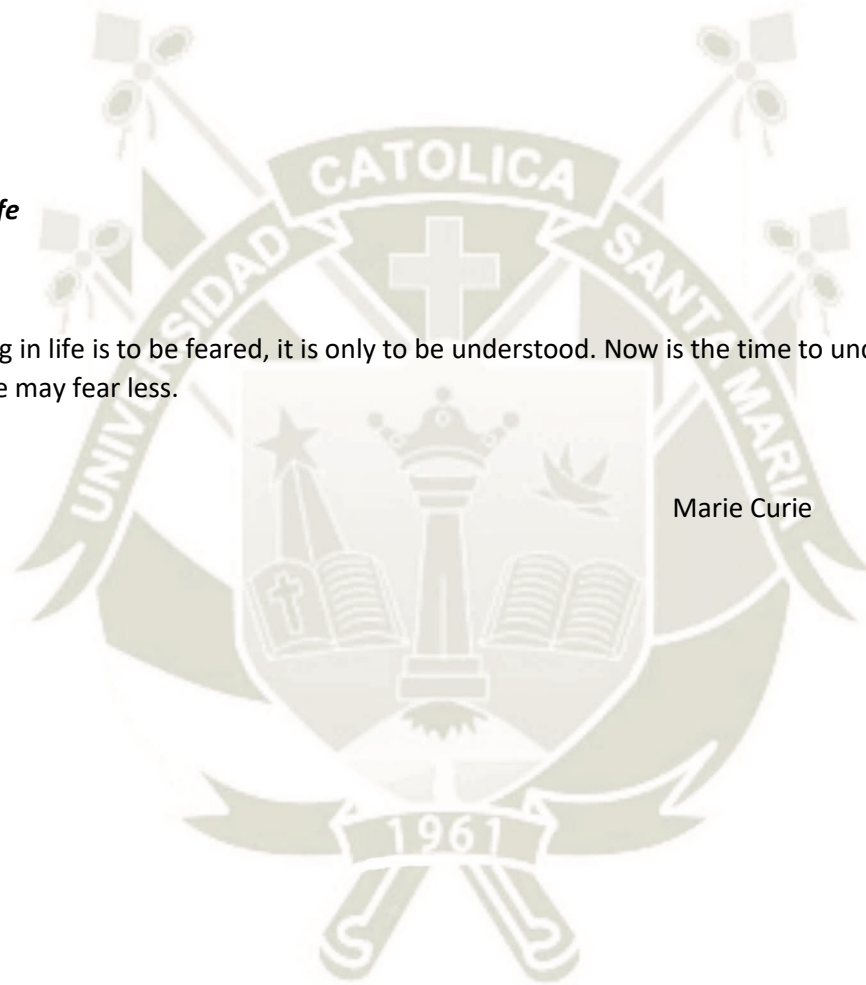 UNIVERSIDAD
CATOLICA
SANTA MARIA
fe
g in life is to be feared, it is only to be understood. Now is the time to und
e may fear less.
Marie Curie
1961